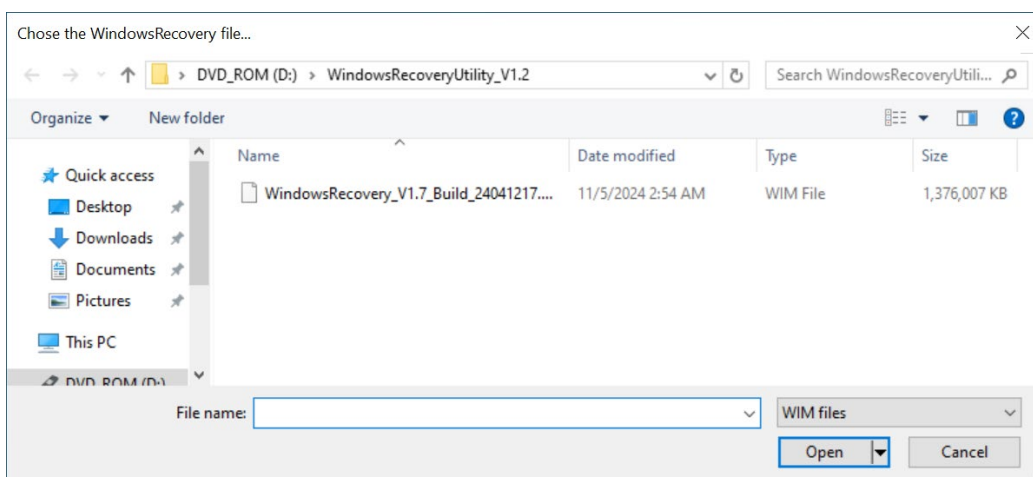 Chose the WindowsRecovery file...
DVD_ROM (D:) WindowsRecoveryUtility_V1.2 Search WindowsRecoveryUtili...
Organize New folder
Name Date modified Type Size
Quick access
WindowsRecovery_V1.7_Build_24041217.... 11/5/2024 2:54 AM WIM File 1,376,007 KB
Desktop
Downloads
Documents
Pictures
This PC
DVD_ROM (D:)
File name: WIM files
Open Cancel